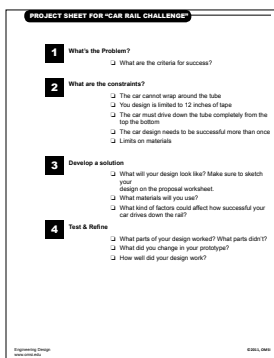 PROJECT SHEET FOR "CAR RAIL CHALLENGE"
1 What's the Problem?
❏ What are the criteria for success?
2 What are the constraints?
❏ The car cannot wrap around the tube
❏ You design is limited to 12 inches of tape
❏ The car must drive down the tube completely from the
top the bottom
❏ The car design needs to be successful more than once
❏ Limits on materials
3 Develop a solution
❏ What will your design look like? Make sure to sketch
your
design on the proposal worksheet.
❏ What materials will you use?
❏ What kind of factors could affect how successful your
car drives down the rail?
4 Test & Refine
❏ What parts of your design worked? What parts didn't?
❏ What did you change in your prototype?
❏ How well did your design work?
Engineering Design
www.omsi.edu
©2011, OMSI